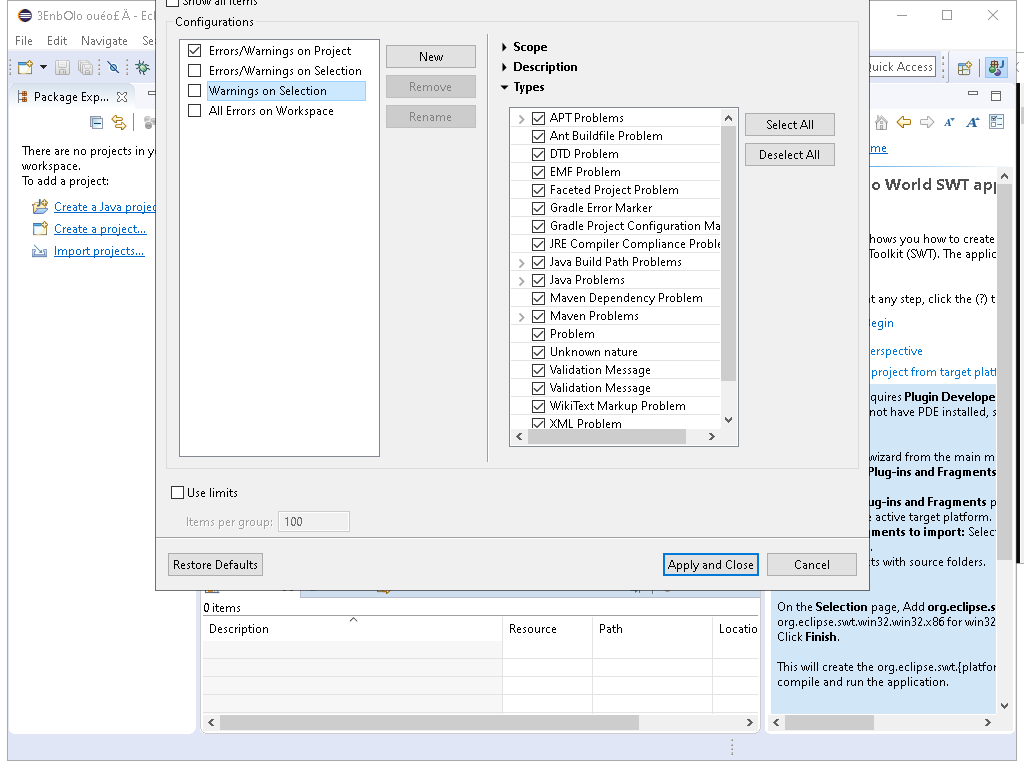 Show all items
3EnbOlo ouéo£Ä - Ecl
File Edit Navigate Se
Configurations
Errors/Warnings on Project
Errors/Warnings on Selection
Warnings on Selection
All Errors on Workspace
New
Remove
Rename
Scope
Description
Types
APT Problems
Ant Buildfile Problem
DTD Problem
EMF Problem
Faceted Project Problem
Gradle Error Marker
Gradle Project Configuration Ma
JRE Compiler Compliance Proble
Java Build Path Problems
Java Problems
Maven Dependency Problem
Maven Problems
Problem
Unknown nature
Validation Message
Validation Message
WikiText Markup Problem
XML Problem
Select All
Deselect All
Use limits
Items per group: 100
Restore Defaults
Apply and Close
Cancel
Package Exp...
There are no projects in y
workspace.
To add a project:
Create a Java projec
Create a project...
Import projects...
Quick Access
me
o World SWT app
hows you how to create
Toolkit (SWT). The applic
t any step, click the (?) t
egin
erspective
project from target platf
quires Plugin Develope
not have PDE installed, s
wizard from the main m
Plug-ins and Fragments
ug-ins and Fragments p
e active target platform.
ments to import: Selec
.
ts with source folders.
On the Selection page, Add org.eclipse.s
org.eclipse.swt.win32.win32.x86 for win32
Click Finish.
This will create the org.eclipse.swt.{platfor
compile and run the application.
0 items
Description Resource Path Locatio